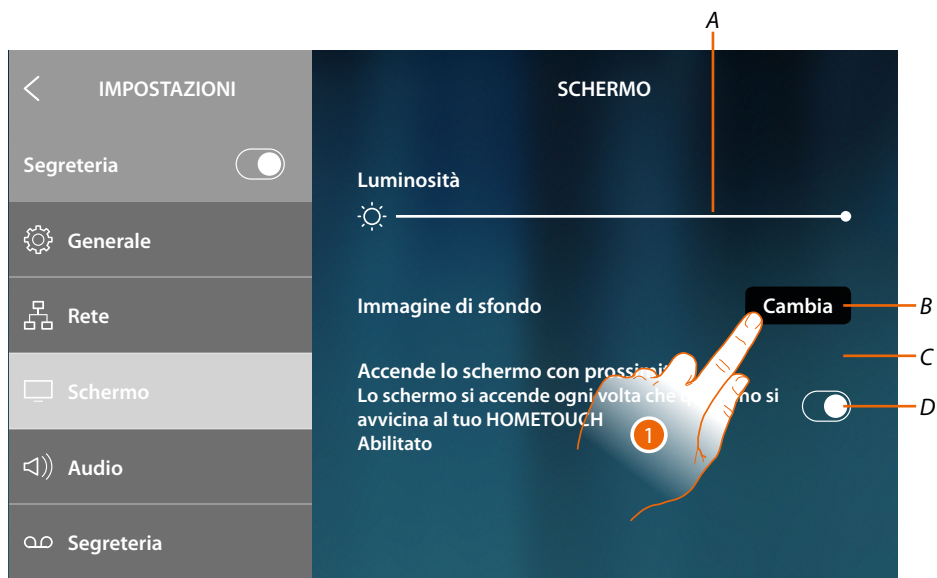 A
IMPOSTAZIONI
SCHERMO
Segreteria
Luminosità
Generale
Immagine di sfondo
Cambia
B
Rete
C
Accende lo schermo con
Schermo
Lo schermo si accende ogni volta che si
D
avvicina al tuo HOMETOUCH
1
Abilitato
Audio
Segreteria